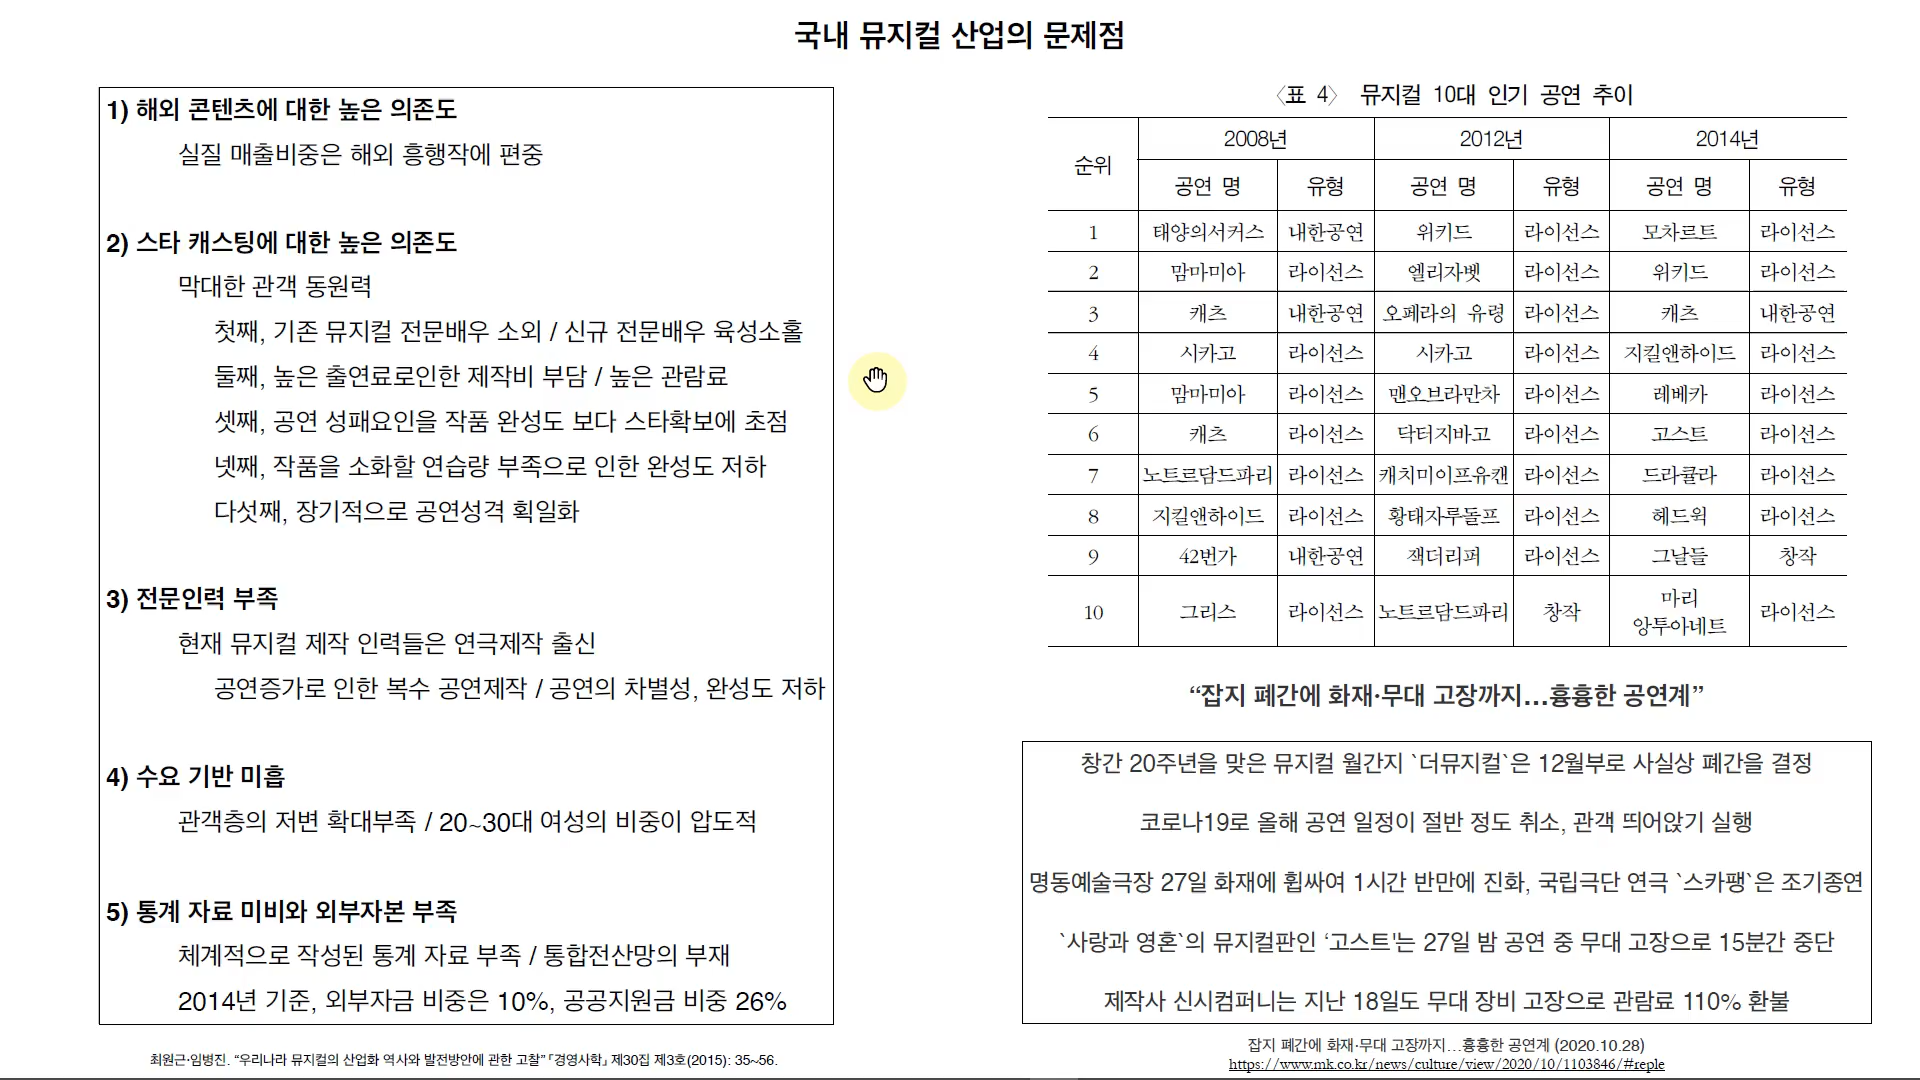 국내 뮤지컬 산업의 문제점
1) 해외 콘텐츠에 대한 높은 의존도
실질 매출비중은 해외 흥행작에 편중
2) 스타 캐스팅에 대한 높은 의존도
막대한 관객 동원력
첫째, 기존 뮤지컬 전문배우 소외 / 신규 전문배우 육성소홀
둘째, 높은 출연료로인한 제작비 부담 / 높은 관람료
셋째, 공연 성패요인을 작품 완성도 보다 스타확보에 초점
넷째, 작품을 소화할 연습량 부족으로 인한 완성도 저하
다섯째, 장기적으로 공연성격 획일화
3) 전문인력 부족
현재 뮤지컬 제작 인력들은 연극제작 출신
공연증가로 인한 복수 공연제작 / 공연의 차별성, 완성도 저하
4) 수요 기반 미흡
관객층의 저변 확대부족 / 20~30대 여성의 비중이 압도적
5) 통계 자료 미비와 외부자본 부족
체계적으로 작성된 통계 자료 부족 / 통합전산망의 부재
2014년 기준, 외부자금 비중은 10%, 공공지원금 비중 26%
최원근·임병진. “우리나라 뮤지컬의 산업화 역사와 발전방안에 관한 고찰”「경영사학」 제30집 제3호(2015): 35~56.
〈표 4〉 뮤지컬 10대 인기 공연 추이
순위 2008년 2012년 2014년
공연 명 유형 공연 명 유형 공연 명 유형
1 태양의서커스 내한공연 위키드 라이선스 모차르트 라이선스
2 맘마미아 라이선스 엘리자벳 라이선스 위키드 라이선스
3 캐츠 내한공연 오페라의 유령 라이선스 캐츠 내한공연
4 시카고 라이선스 시카고 라이선스 지킬앤하이드 라이선스
5 맘마미아 라이선스 맨오브라만차 라이선스 레베카 라이선스
6 캐츠 라이선스 닥터지바고 라이선스 고스트 라이선스
7 노트르담드파리 라이선스 캐치미이프유캔 라이선스 드라큘라 라이선스
8 지킬앤하이드 라이선스 황태자루돌프 라이선스 헤드윅 라이선스
9 42번가 내한공연 잭더리퍼 라이선스 그날들 창작
10 그리스 라이선스 노트르담드파리 창작 마리 앙투아네트 라이선스
“잡지 폐간에 화재·무대 고장까지…흉흉한 공연계”
창간 20주년을 맞은 뮤지컬 월간지 `더뮤지컬`은 12월부로 사실상 폐간을 결정
코로나19로 올해 공연 일정이 절반 정도 취소, 관객 띄어앉기 실행
명동예술극장 27일 화재에 휩싸여 1시간 반만에 진화, 국립극단 연극 `스카팽`은 조기종연
`사랑과 영혼`의 뮤지컬판인 ‘고스트'는 27일 밤 공연 중 무대 고장으로 15분간 중단
제작사 신시컴퍼니는 지난 18일도 무대 장비 고장으로 관람료 110% 환불
잡지 폐간에 화재·무대 고장까지…흉흉한 공연계 (2020.10.28)
https://www.mk.co.kr/news/culture/view/2020/10/1103846/#reple